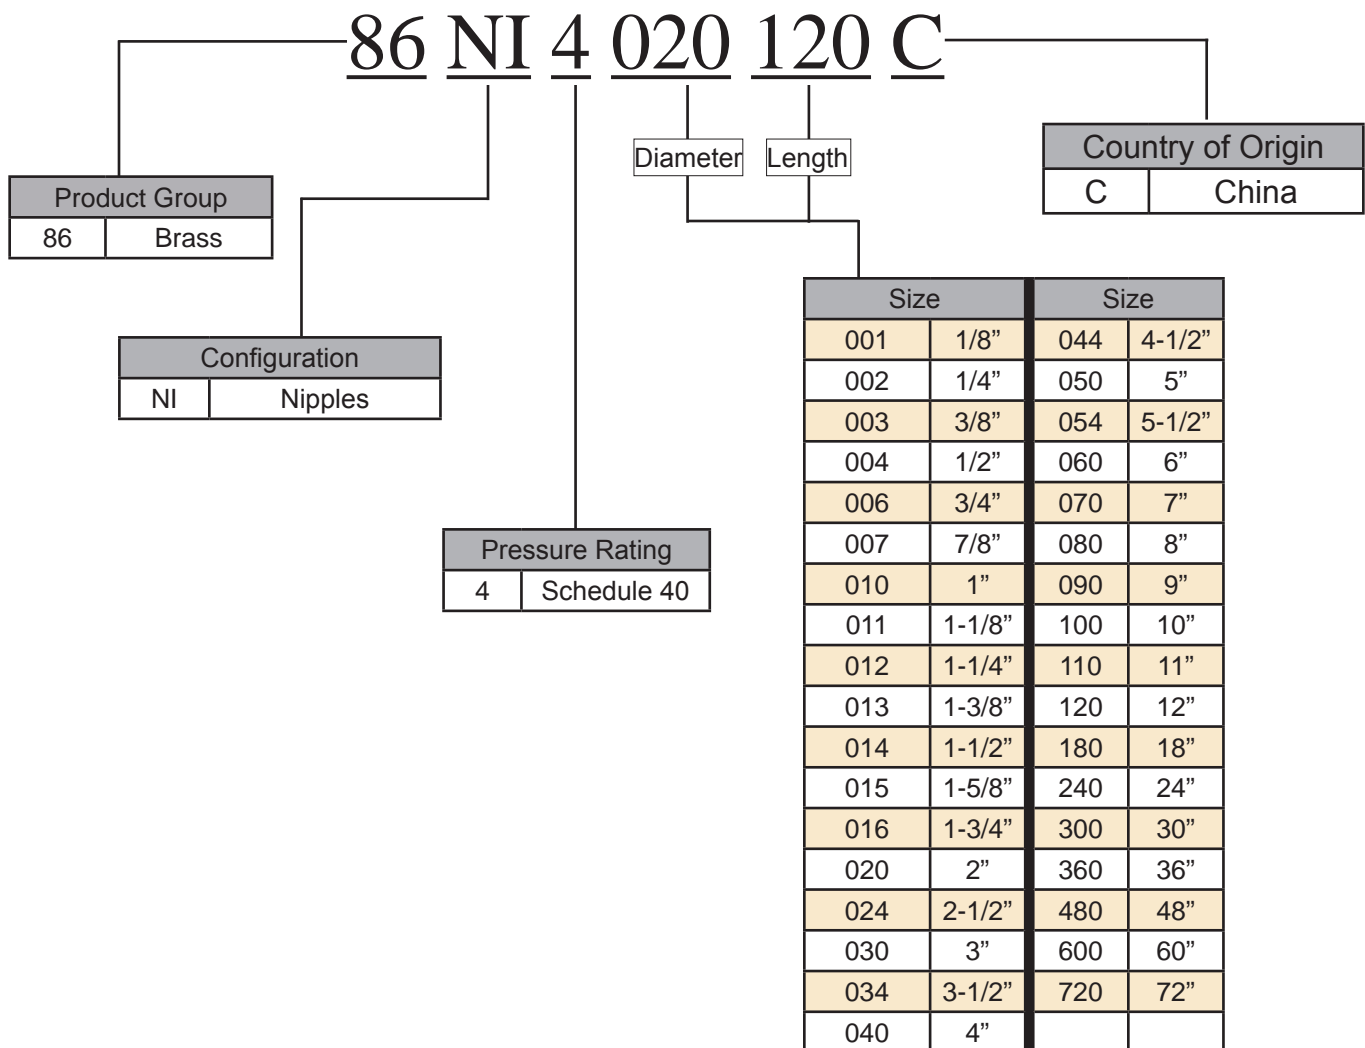 86 NI 4 020 120 C
Diameter Length
Country of Origin
C China
Product Group
86 Brass
Configuration
NI Nipples
Pressure Rating
4 Schedule 40
Size Size
001 1/8” 044 4-1/2”
002 1/4” 050 5”
003 3/8” 054 5-1/2”
004 1/2” 060 6”
006 3/4” 070 7”
007 7/8” 080 8”
010 1” 090 9”
011 1-1/8” 100 10”
012 1-1/4” 110 11”
013 1-3/8” 120 12”
014 1-1/2” 180 18”
015 1-5/8” 240 24”
016 1-3/4” 300 30”
020 2” 360 36”
024 2-1/2” 480 48”
030 3” 600 60”
034 3-1/2” 720 72”
040 4”